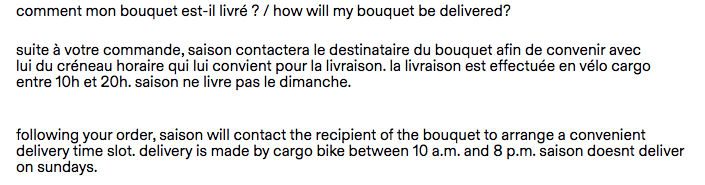 comment mon bouquet est-il livré ? / how will my bouquet be delivered?
suite à votre commande, saison contactera le destinataire du bouquet afin de convenir avec
lui du créneau horaire qui lui convient pour la livraison. la livraison est effectuée en vélo cargo
entre 10h et 20h. saison ne livre pas le dimanche.
following your order, saison will contact the recipient of the bouquet to arrange a convenient
delivery time slot. delivery is made by cargo bike between 10 a.m. and 8 p.m. saison doesnt deliver
on sundays.